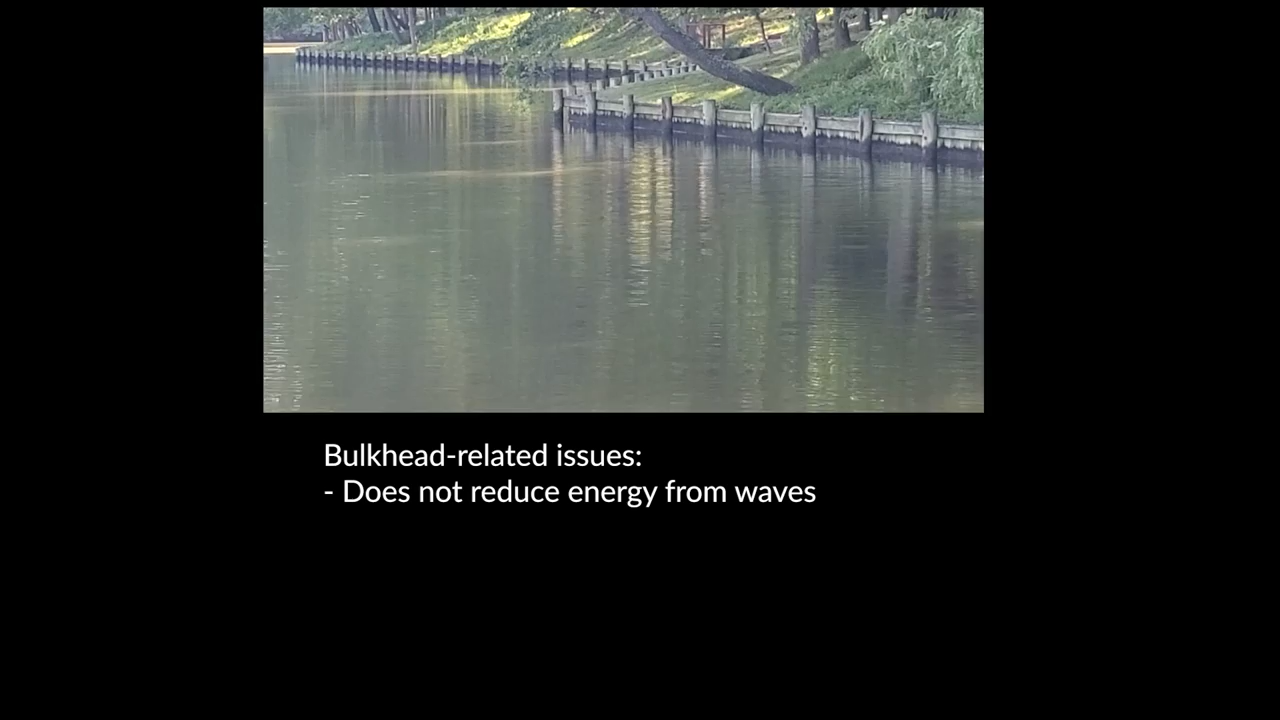 Bulkhead-related issues:
- Does not reduce energy from waves